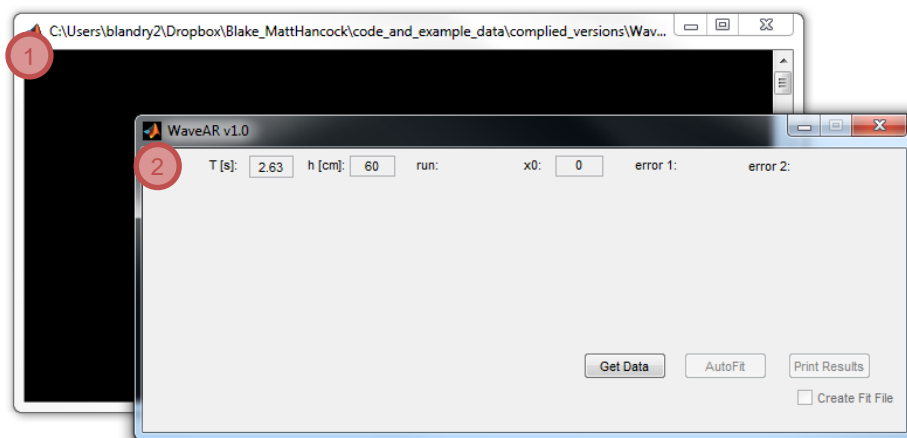 C:\Users\blandry2\Dropbox\Blake_MattHancock\code_and_example_data\complied_versions\Wav...
1
WaveAR v1.0
2
T [s]: 2.63 h [cm]: 60 run: x0: 0 error 1: error 2:
Get Data AutoFit Print Results
Create Fit File